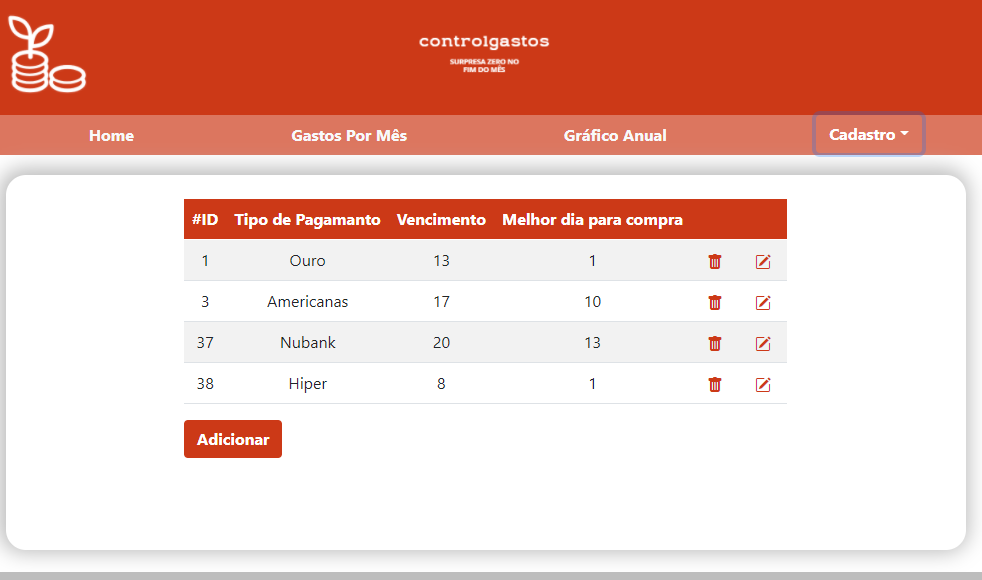 controlgastos
SURPRESA ZERO NO
FIM DO MÊS
Home Gastos Por Mês Gráfico Anual Cadastro
#ID Tipo de Pagamanto Vencimento Melhor dia para compra
1 Ouro 13 1
3 Americanas 17 10
37 Nubank 20 13
38 Hiper 8 1
Adicionar